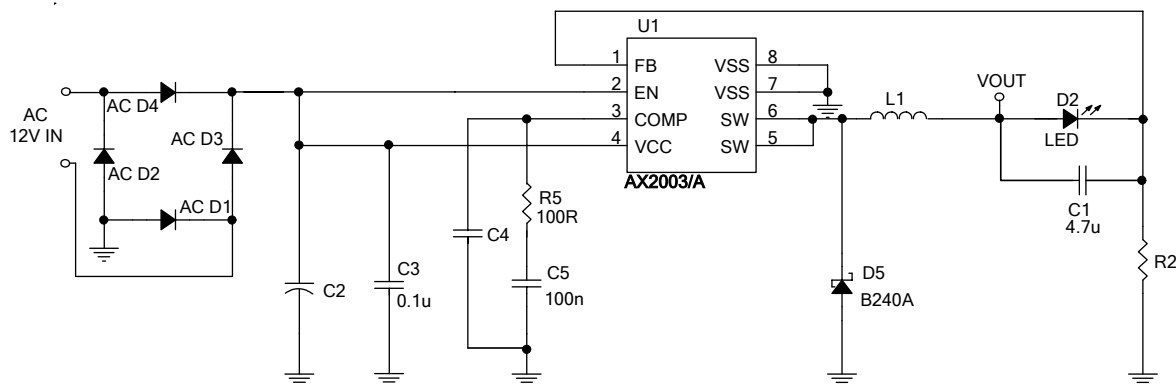 U1
AX2003/A
1
FB
2
EN
3
COMP
4
VCC
8
VSS
7
VSS
6
SW
5
SW
AC
12V IN
AC D4
AC D3
AC D2
AC D1
C2
C3
0.1u
C4
R5
100R
C5
100n
L1
D5
B240A
VOUT
D2
LED
C1
4.7u
R2